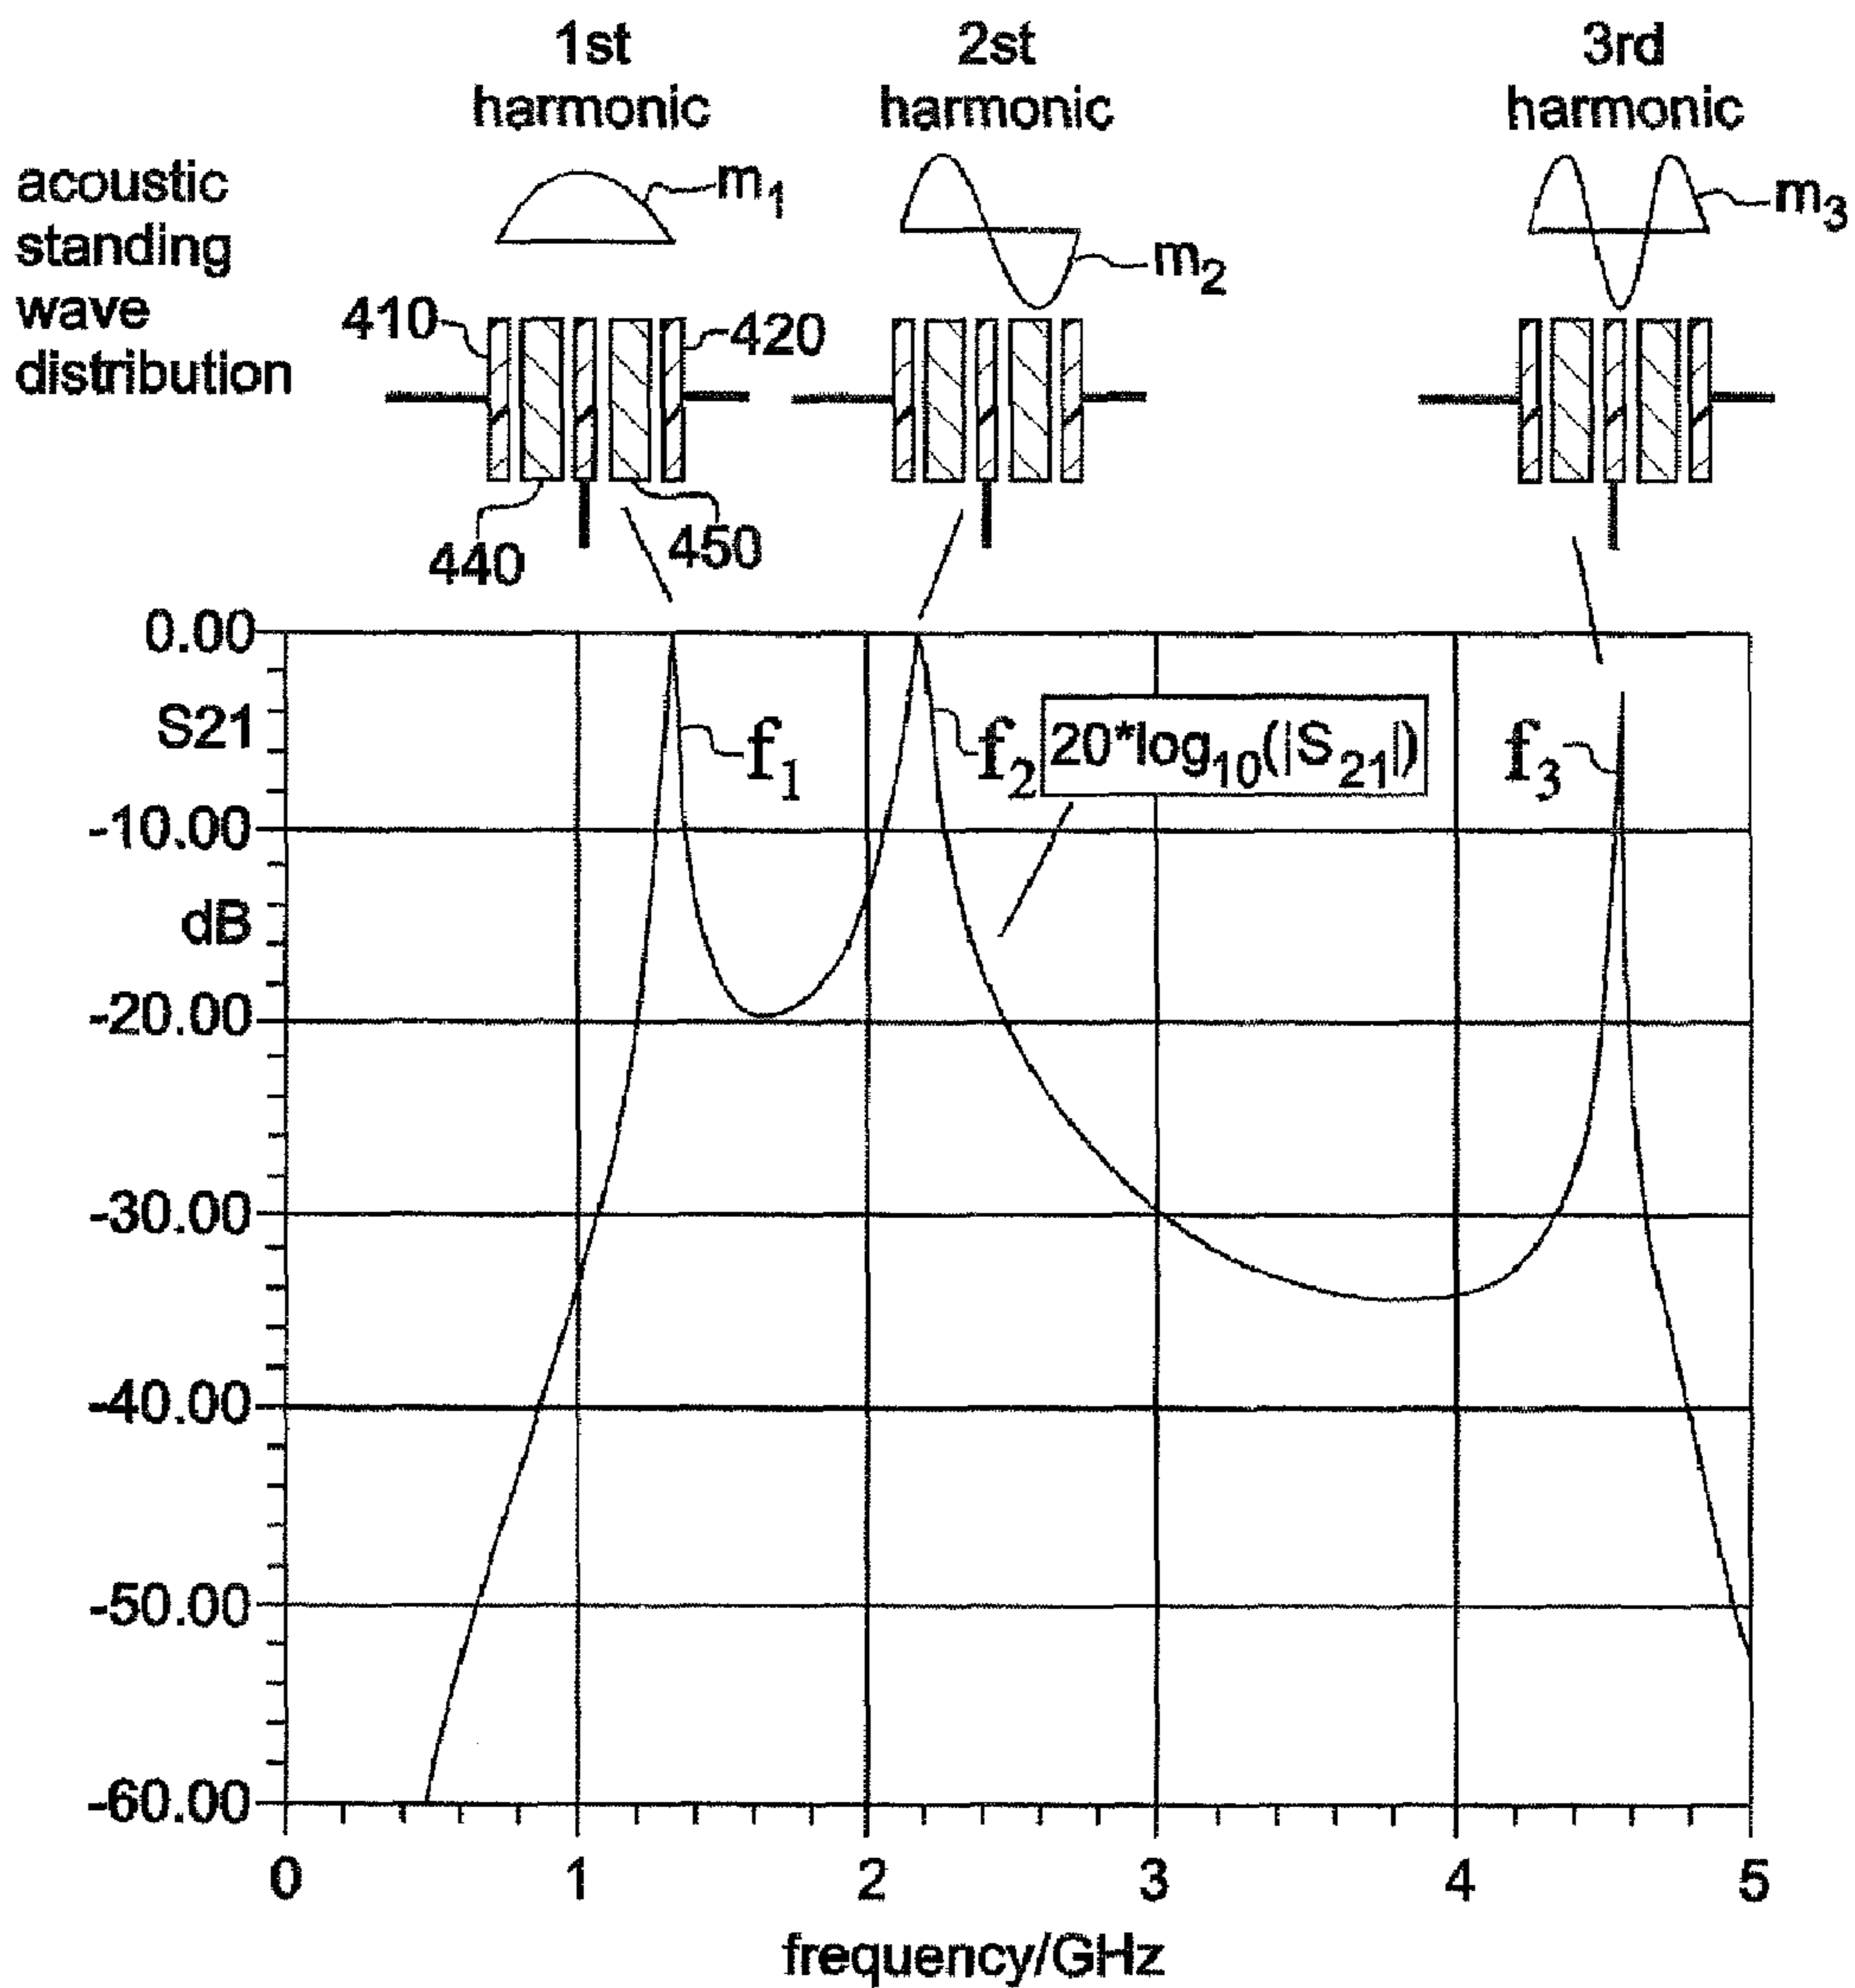 1st
harmonic
2st
harmonic
3rd
harmonic
acoustic
standing
wave
distribution
m1
m2
m3
410
420
440
450
0.00
S21
-10.00
dB
-20.00
-30.00
-40.00
-50.00
-60.00
f1
f2
20*log10(|S21|)
f3
0
1
2
3
4
5
frequency/GHz